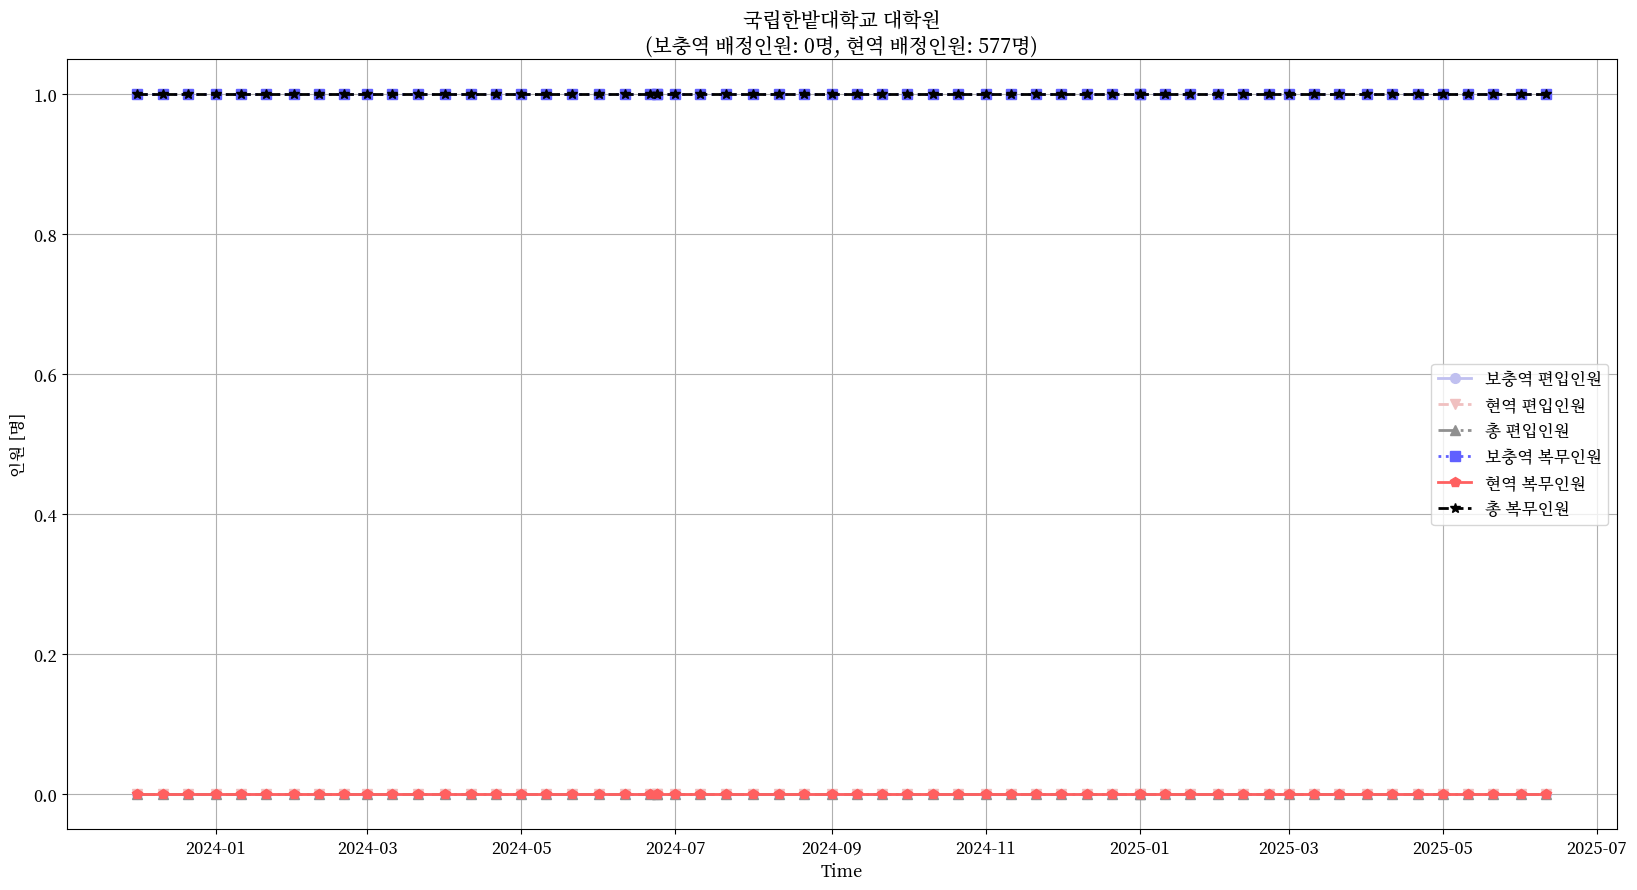 국립한밭대학교 대학원
(보충역 배정인원: 0명, 현역 배정인원: 577명)
인원 [명]
1.0
0.8
0.6
0.4
0.2
0.0
보충역 편입인원
현역 편입인원
총 편입인원
보충역 복무인원
현역 복무인원
총 복무인원
2024-01 2024-03 2024-05 2024-07 2024-09 2024-11 2025-01 2025-03 2025-05 2025-07
Time